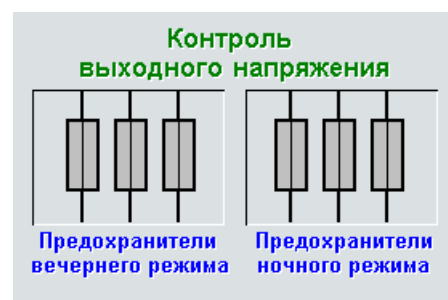 Контроль
выходного напряжения
Предохранители
вечернего режима
Предохранители
ночного режима